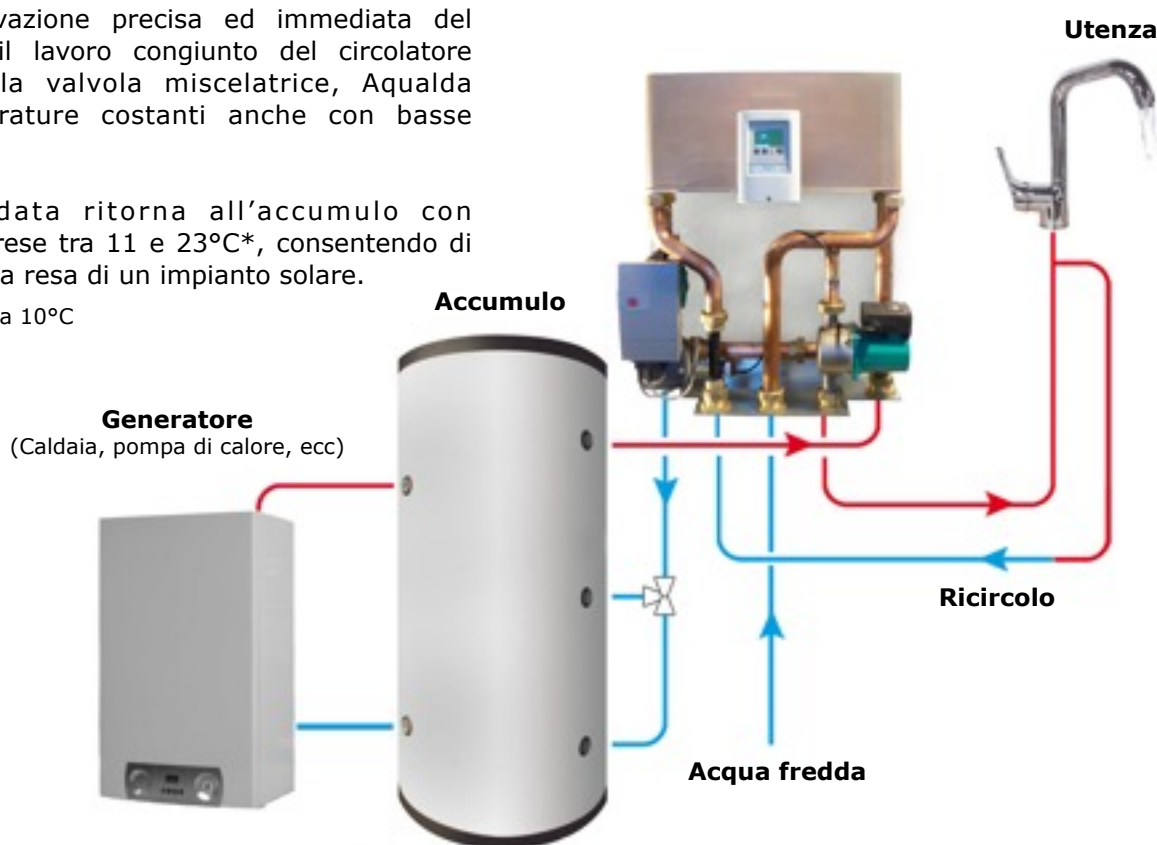 vazione precisa ed immediata del
il lavoro congiunto del circolatore
la valvola miscelatrice, Aqualda
rature costanti anche con basse
data ritorna all’accumulo con
rese tra 11 e 23°C*, consentendo di
a resa di un impianto solare.
a 10°C
Utenza
Accumulo
Generatore
(Caldaia, pompa di calore, ecc)
Ricircolo
Acqua fredda